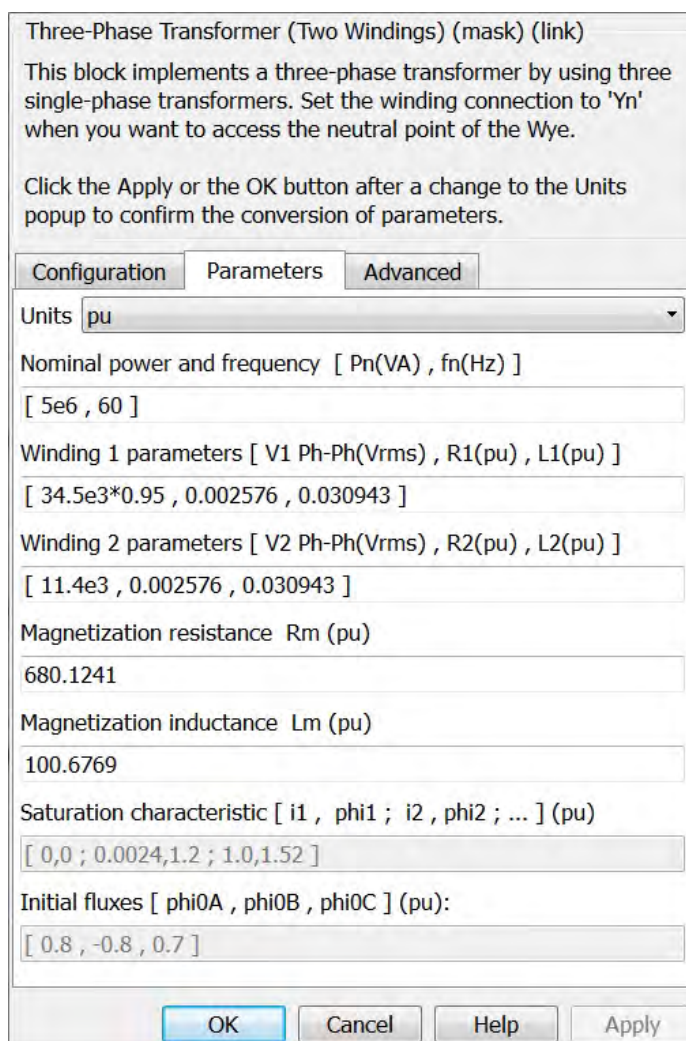 Three-Phase Transformer (Two Windings) (mask) (link)
This block implements a three-phase transformer by using three
single-phase transformers. Set the winding connection to 'Yn'
when you want to access the neutral point of the Wye.
Click the Apply or the OK button after a change to the Units
popup to confirm the conversion of parameters.
Configuration Parameters Advanced
Units pu
Nominal power and frequency [ Pn(VA) , fn(Hz) ]
[ 5e6 , 60 ]
Winding 1 parameters [ V1 Ph-Ph(Vrms) , R1(pu) , L1(pu) ]
[ 34.5e3*0.95 , 0.002576 , 0.030943 ]
Winding 2 parameters [ V2 Ph-Ph(Vrms) , R2(pu) , L2(pu) ]
[ 11.4e3 , 0.002576 , 0.030943 ]
Magnetization resistance Rm (pu)
680.1241
Magnetization inductance Lm (pu)
100.6769
Saturation characteristic [ i1 , phi1 ; i2 , phi2 ; ... ] (pu)
[ 0,0 ; 0.0024,1.2 ; 1.0,1.52 ]
Initial fluxes [ phi0A , phi0B , phi0C ] (pu):
[ 0.8 , -0.8 , 0.7 ]
OK Cancel Help Apply